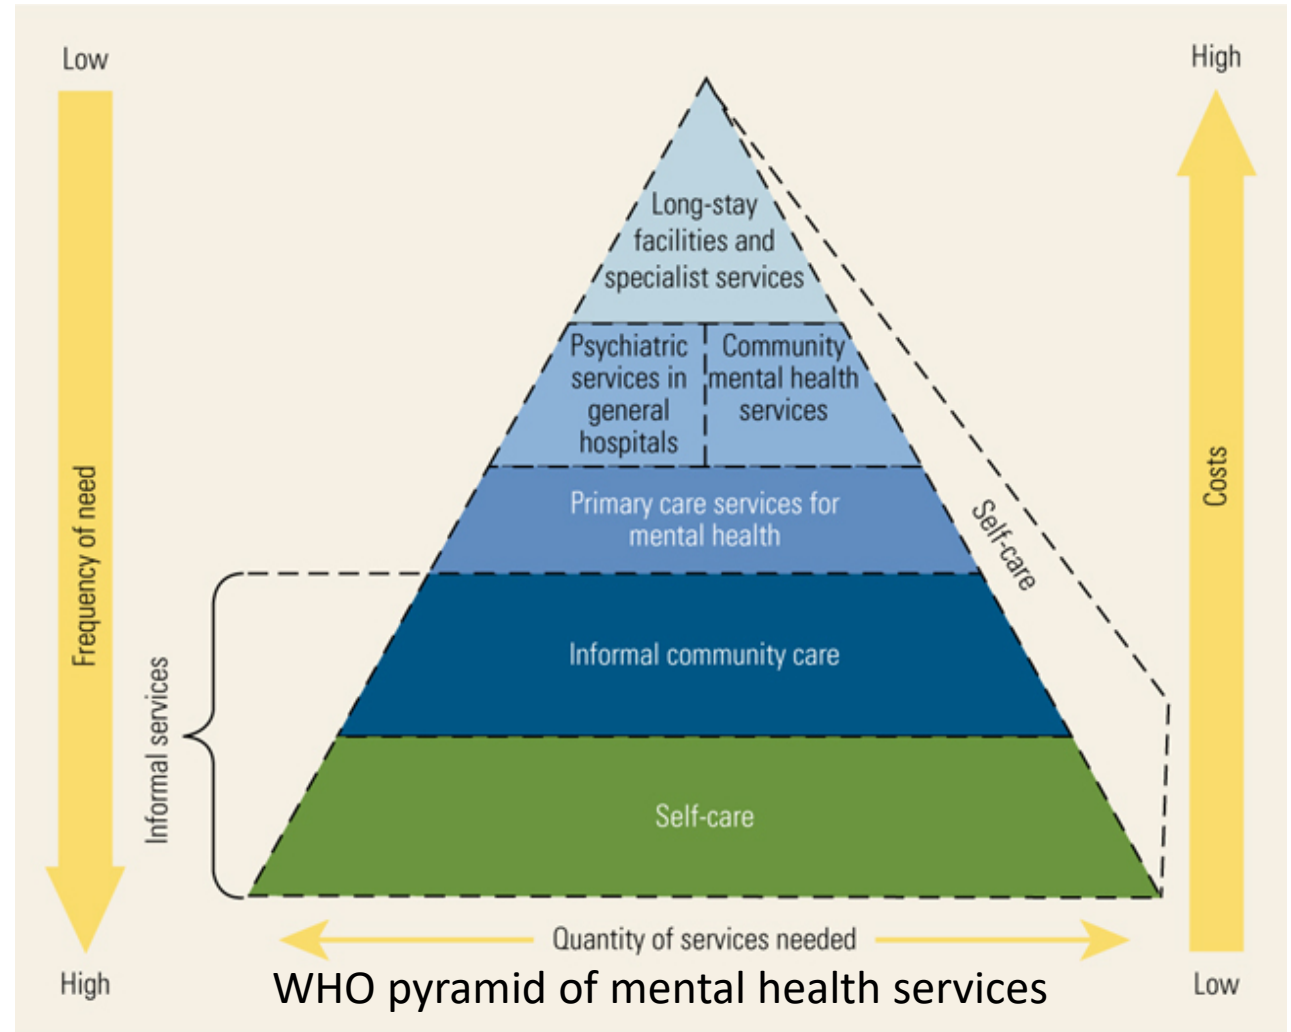 Low
High
Long-stay
facilities and
specialist services
Psychiatric
services in
general
hospitals
Community
mental health
services
Primary care services for
mental health
Self-care
Costs
Frequency of need
Informal services
Informal community care
Self-care
Quantity of services needed
High
WHO pyramid of mental health services
Low